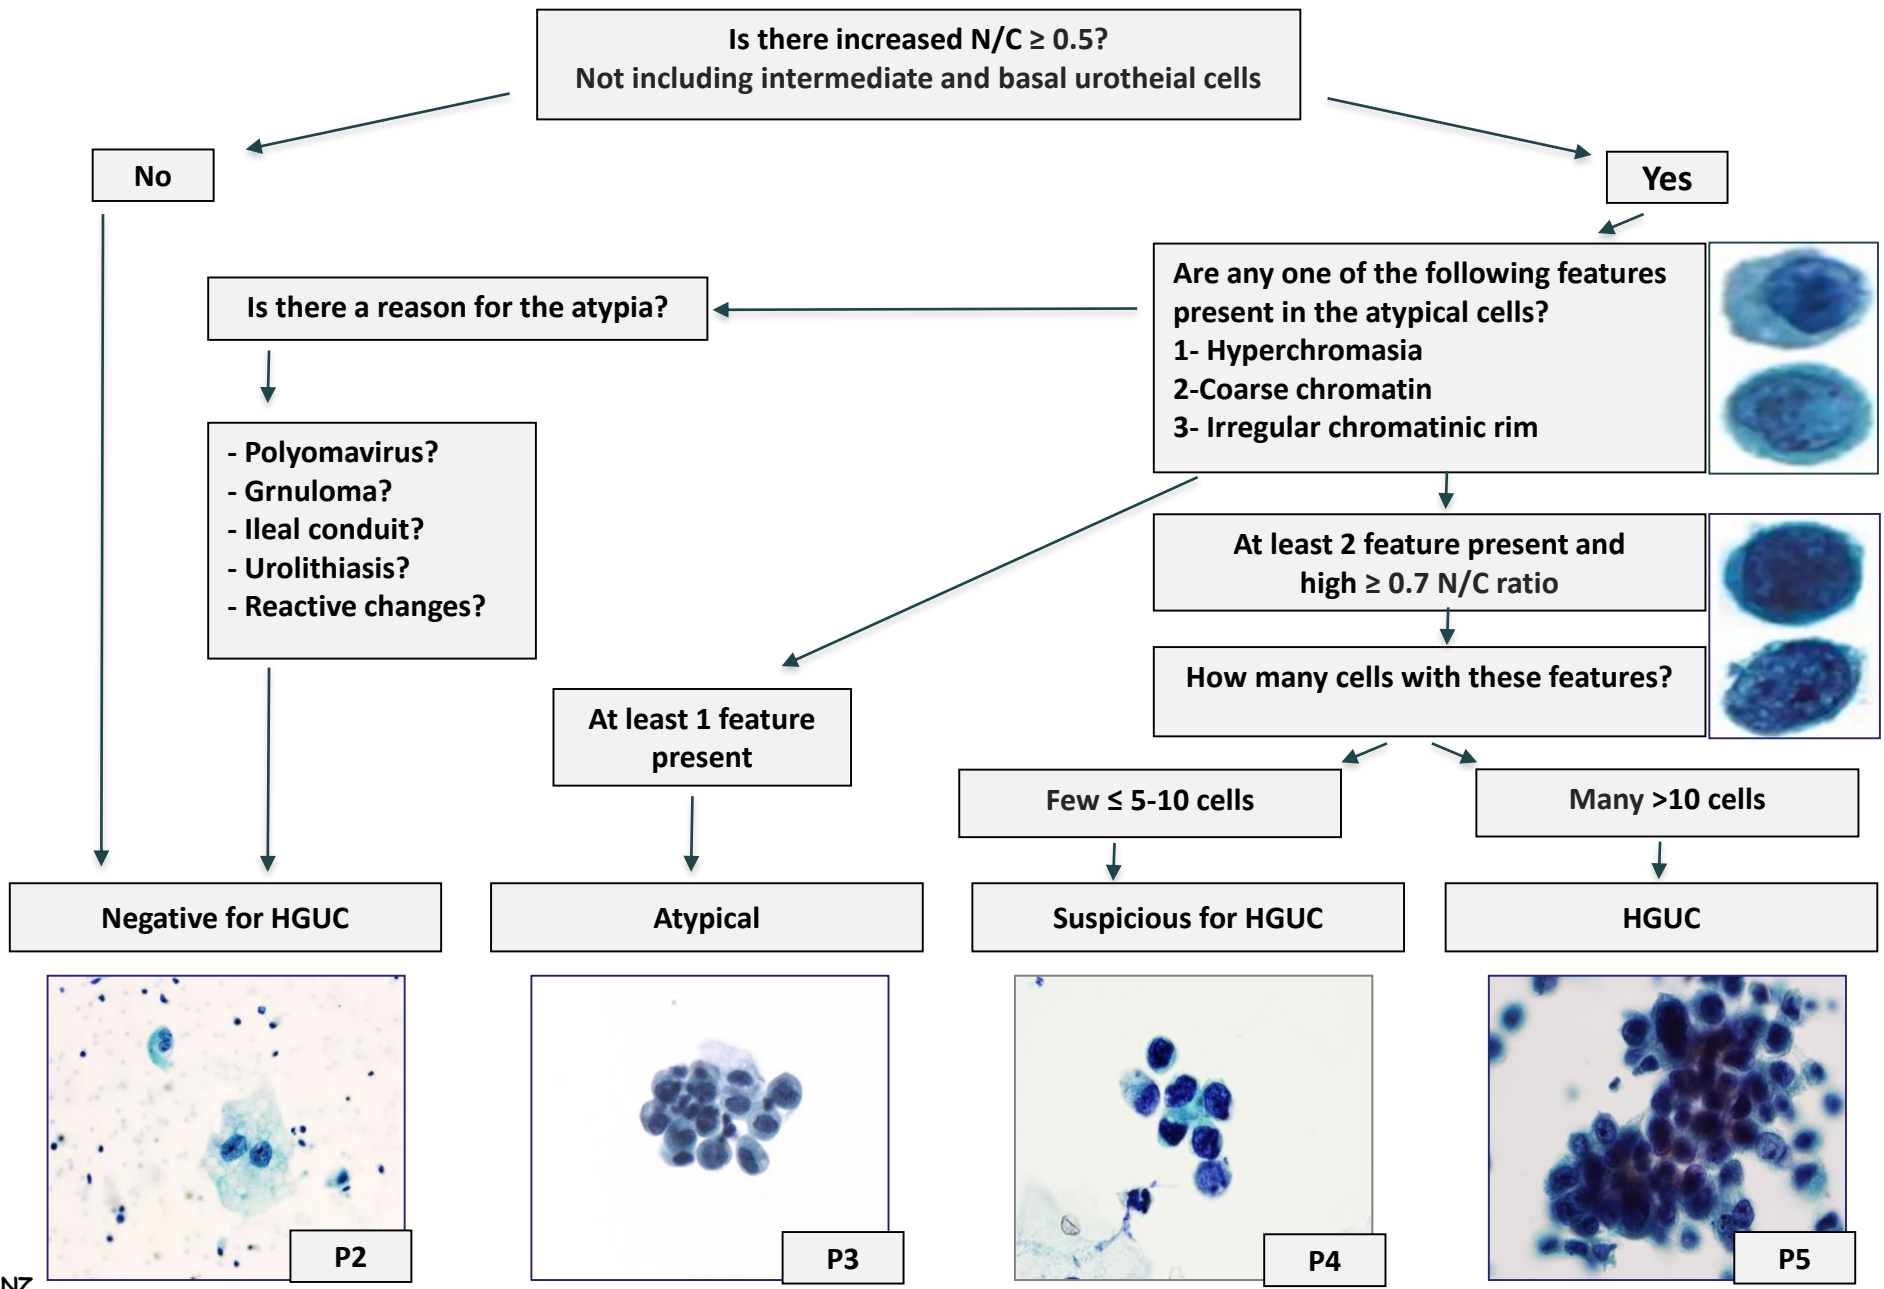 Is there increased N/C ≥ 0.5?
Not including intermediate and basal urotheial cells
No
Yes
Is there a reason for the atypia?
Are any one of the following features
present in the atypical cells?
1- Hyperchromasia
2-Coarse chromatin
3- Irregular chromatinic rim
- Polyomavirus?
- Grnuloma?
- Ileal conduit?
- Urolithiasis?
- Reactive changes?
At least 2 feature present and
high ≥ 0.7 N/C ratio
How many cells with these features?
At least 1 feature
present
Few ≤ 5-10 cells
Many >10 cells
Negative for HGUC
Atypical
Suspicious for HGUC
HGUC
P2
P3
P4
P5
NZ